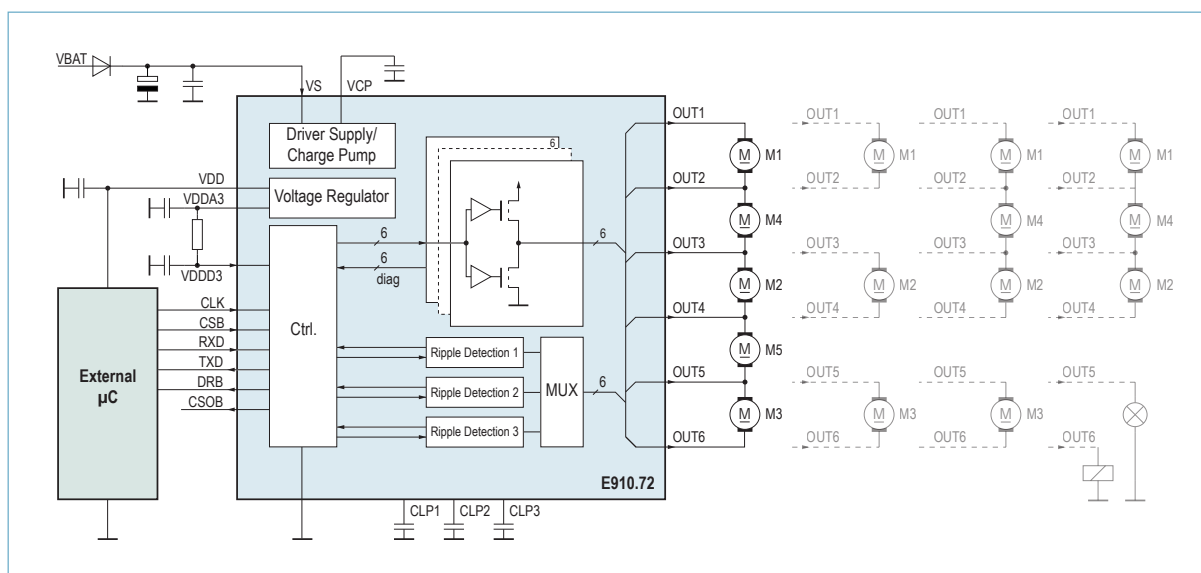 VBAT
VS
VCP
Driver Supply/
Charge Pump
VDD
Voltage Regulator
VDDA3
VDDD3
External
µC
CLK
CSB
RXD
TXD
DRB
CSOB
Ctrl.
6
6
diag
6
6
Ripple Detection 1
Ripple Detection 2
Ripple Detection 3
MUX
6
E910.72
CLP1
CLP2
CLP3
OUT1
M M1
OUT2
M M4
OUT3
M M2
OUT4
M M5
OUT5
M M3
OUT6
OUT1
M M1
OUT2
OUT3
M M2
OUT4
OUT5
M M3
OUT6
OUT1
M M1
OUT2
M M4
OUT3
M M2
OUT4
OUT5
M M3
OUT6
OUT1
M M1
OUT2
M M4
OUT3
M M2
OUT4
OUT5
OUT6